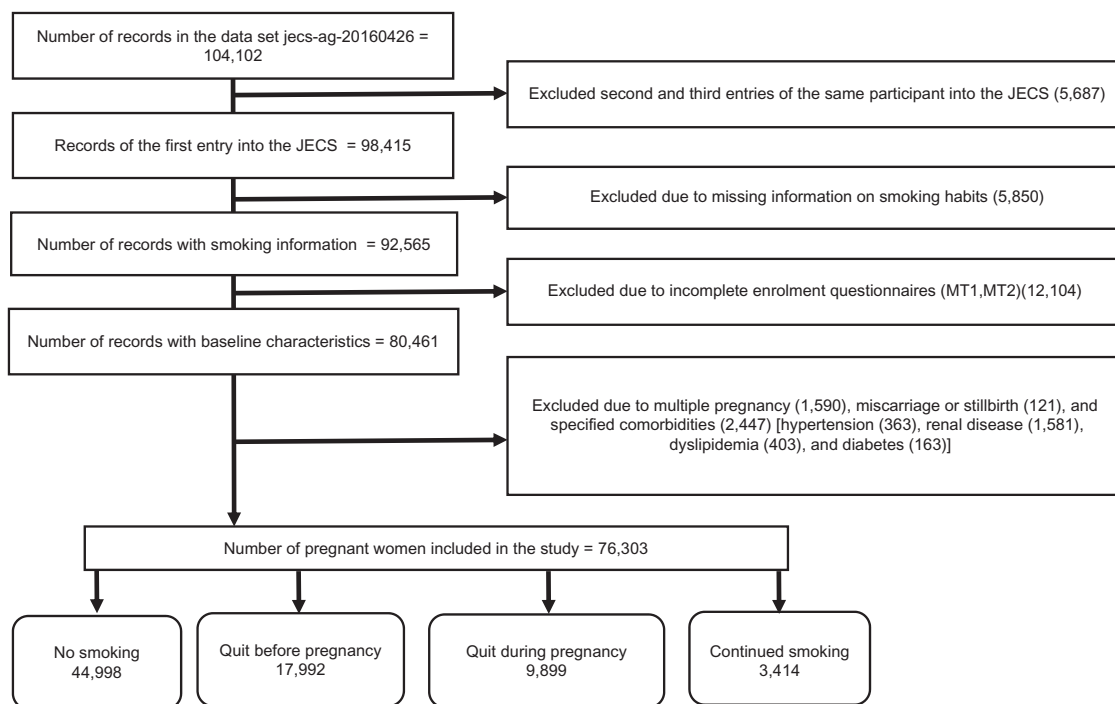 Number of records in the data set jecs-ag-20160426 =
104,102
Excluded second and third entries of the same participant into the JECS (5,687)
Records of the first entry into the JECS = 98,415
Excluded due to missing information on smoking habits (5,850)
Number of records with smoking information = 92,565
Excluded due to incomplete enrolment questionnaires (MT1,MT2)(12,104)
Number of records with baseline characteristics = 80,461
Excluded due to multiple pregnancy (1,590), miscarriage or stillbirth (121), and
specified comorbidities (2,447) [hypertension (363), renal disease (1,581),
dyslipidemia (403), and diabetes (163)]
Number of pregnant women included in the study = 76,303
No smoking
44,998
Quit before pregnancy
17,992
Quit during pregnancy
9,899
Continued smoking
3,414